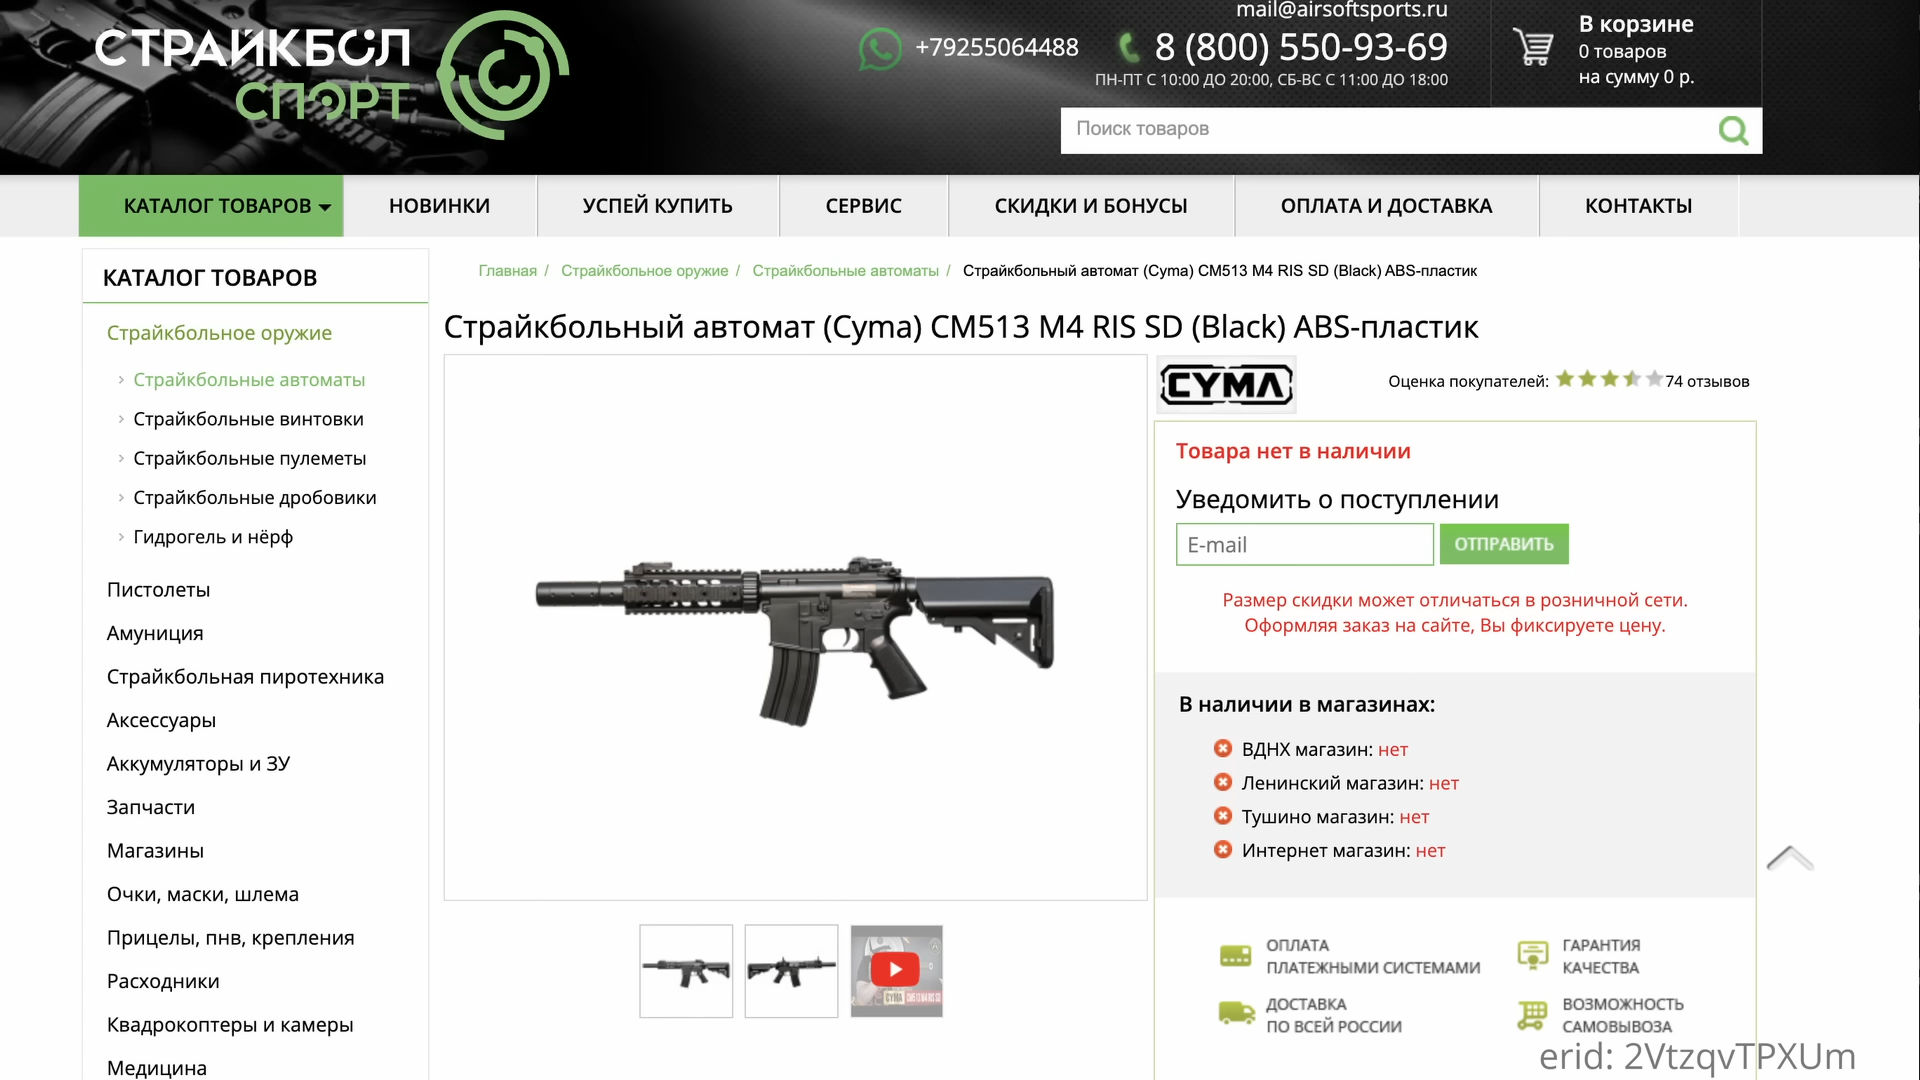 СТРАЙКБОЛ
СПОРТ
mail@airsoftsports.ru
+79255064488
8 (800) 550-93-69
ПН-ПТ С 10:00 ДО 20:00, СБ-ВС С 11:00 ДО 18:00
В корзине
0 товаров
на сумму 0 р.
Поиск товаров
КАТАЛОГ ТОВАРОВ
НОВИНКИ
УСПЕЙ КУПИТЬ
СЕРВИС
СКИДКИ И БОНУСЫ
ОПЛАТА И ДОСТАВКА
КОНТАКТЫ
КАТАЛОГ ТОВАРОВ
Страйкбольное оружие
Страйкбольные автоматы
Страйкбольные винтовки
Страйкбольные пулеметы
Страйкбольные дробовики
Гидрогель и нёрф
Пистолеты
Амуниция
Страйкбольная пиротехника
Аксессуары
Аккумуляторы и ЗУ
Запчасти
Магазины
Очки, маски, шлема
Прицелы, пнв, крепления
Расходники
Квадрокоптеры и камеры
Медицина
Главная / Страйкбольное оружие / Страйкбольные автоматы / Страйкбольный автомат (Cyma) CM513 M4 RIS SD (Black) ABS-пластик
Страйкбольный автомат (Cyma) CM513 M4 RIS SD (Black) ABS-пластик
CYMA
Оценка покупателей: 74 отзывов
Товара нет в наличии
Уведомить о поступлении
E-mail
ОТПРАВИТЬ
Размер скидки может отличаться в розничной сети.
Оформляя заказ на сайте, Вы фиксируете цену.
В наличии в магазинах:
ВДНХ магазин: нет
Ленинский магазин: нет
Тушино магазин: нет
Интернет магазин: нет
ОПЛАТА
ПЛАТЕЖНЫМИ СИСТЕМАМИ
ГАРАНТИЯ
КАЧЕСТВА
ДОСТАВКА
ПО ВСЕЙ РОССИИ
ВОЗМОЖНОСТЬ
САМОВЫВОЗА
CYMA CM513 M4 RIS SD
erid: 2VtzqvTPXUm